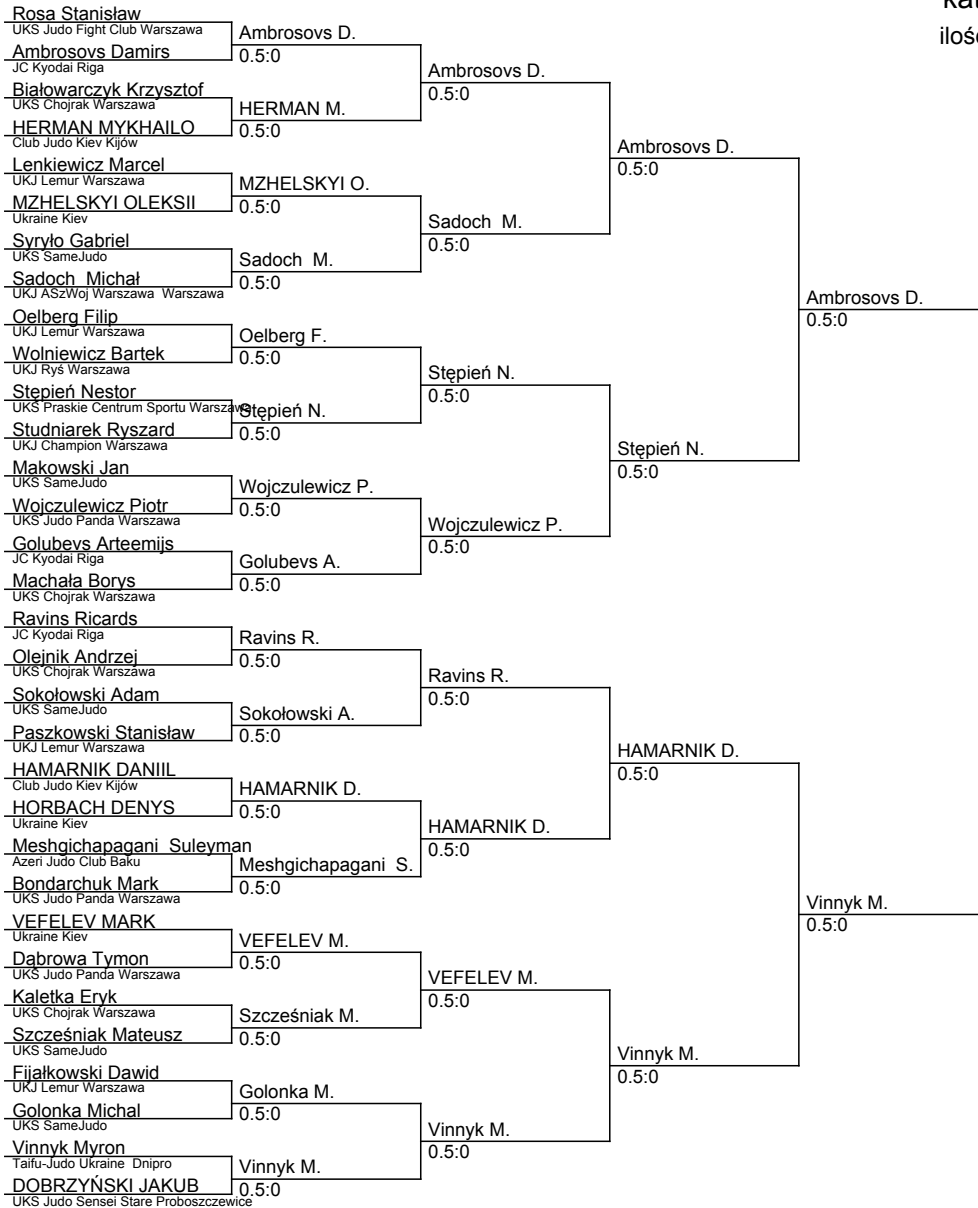 Rosa Stanisław
UKS Judo Fight Club Warszawa
Ambrosovs Damirs
JC Kyodai Riga
Białowarczyk Krzysztof
UKS Chojrak Warszawa
HERMAN MYKHAILO
Club Judo Kiev Kijów
Lenkiewicz Marcel
UKJ Lemur Warszawa
MZHELSKYI OLEKSII
Ukraine Kiev
Syryło Gabriel
UKS SameJudo
Sadoch Michał
UKJ ASzWoj Warszawa Warszawa
Oelberg Filip
UKJ Lemur Warszawa
Wolniewicz Bartek
UKJ Ryś Warszawa
Stępień Nestor
UKS Praskie Centrum Sportu Warszawa
Studniarek Ryszard
UKJ Champion Warszawa
Makowski Jan
UKS SameJudo
Wojczulewicz Piotr
UKS Judo Panda Warszawa
Golubevs Arteemijs
JC Kyodai Riga
Machała Borys
UKS Chojrak Warszawa
Ravins Ricards
JC Kyodai Riga
Olejnik Andrzej
UKS Chojrak Warszawa
Sokołowski Adam
UKS SameJudo
Paszkowski Stanisław
UKJ Lemur Warszawa
HAMARNIK DANIIL
Club Judo Kiev Kijów
HORBACH DENYS
Ukraine Kiev
Meshgichapagani Suleyman
Azeri Judo Club Baku
Bondarchuk Mark
UKS Judo Panda Warszawa
VEFELEV MARK
Ukraine Kiev
Dąbrowa Tymon
UKS Judo Panda Warszawa
Kaletka Eryk
UKS Chojrak Warszawa
Szcześniak Mateusz
UKS SameJudo
Fijałkowski Dawid
UKJ Lemur Warszawa
Golonka Michal
UKS SameJudo
Vinnyk Myron
Taifu-Judo Ukraine Dnipro
DOBRZYŃSKI JAKUB
UKS Judo Sensei Stare Proboszczewice
Ambrosovs D.
0.5:0
HERMAN M.
0.5:0
MZHELSKYI O.
0.5:0
Sadoch M.
0.5:0
Oelberg F.
0.5:0
Stępień N.
0.5:0
Wojczulewicz P.
0.5:0
Golubevs A.
0.5:0
Ravins R.
0.5:0
Sokołowski A.
0.5:0
HAMARNIK D.
0.5:0
Meshgichapagani S.
0.5:0
VEFELEV M.
0.5:0
Szcześniak M.
0.5:0
Golonka M.
0.5:0
Vinnyk M.
0.5:0
Ambrosovs D.
0.5:0
Sadoch M.
0.5:0
Stępień N.
0.5:0
Wojczulewicz P.
0.5:0
Ravins R.
0.5:0
HAMARNIK D.
0.5:0
VEFELEV M.
0.5:0
Vinnyk M.
0.5:0
Ambrosovs D.
0.5:0
Stępień N.
0.5:0
HAMARNIK D.
0.5:0
Vinnyk M.
0.5:0
Ambrosovs D.
0.5:0
Vinnyk M.
0.5:0